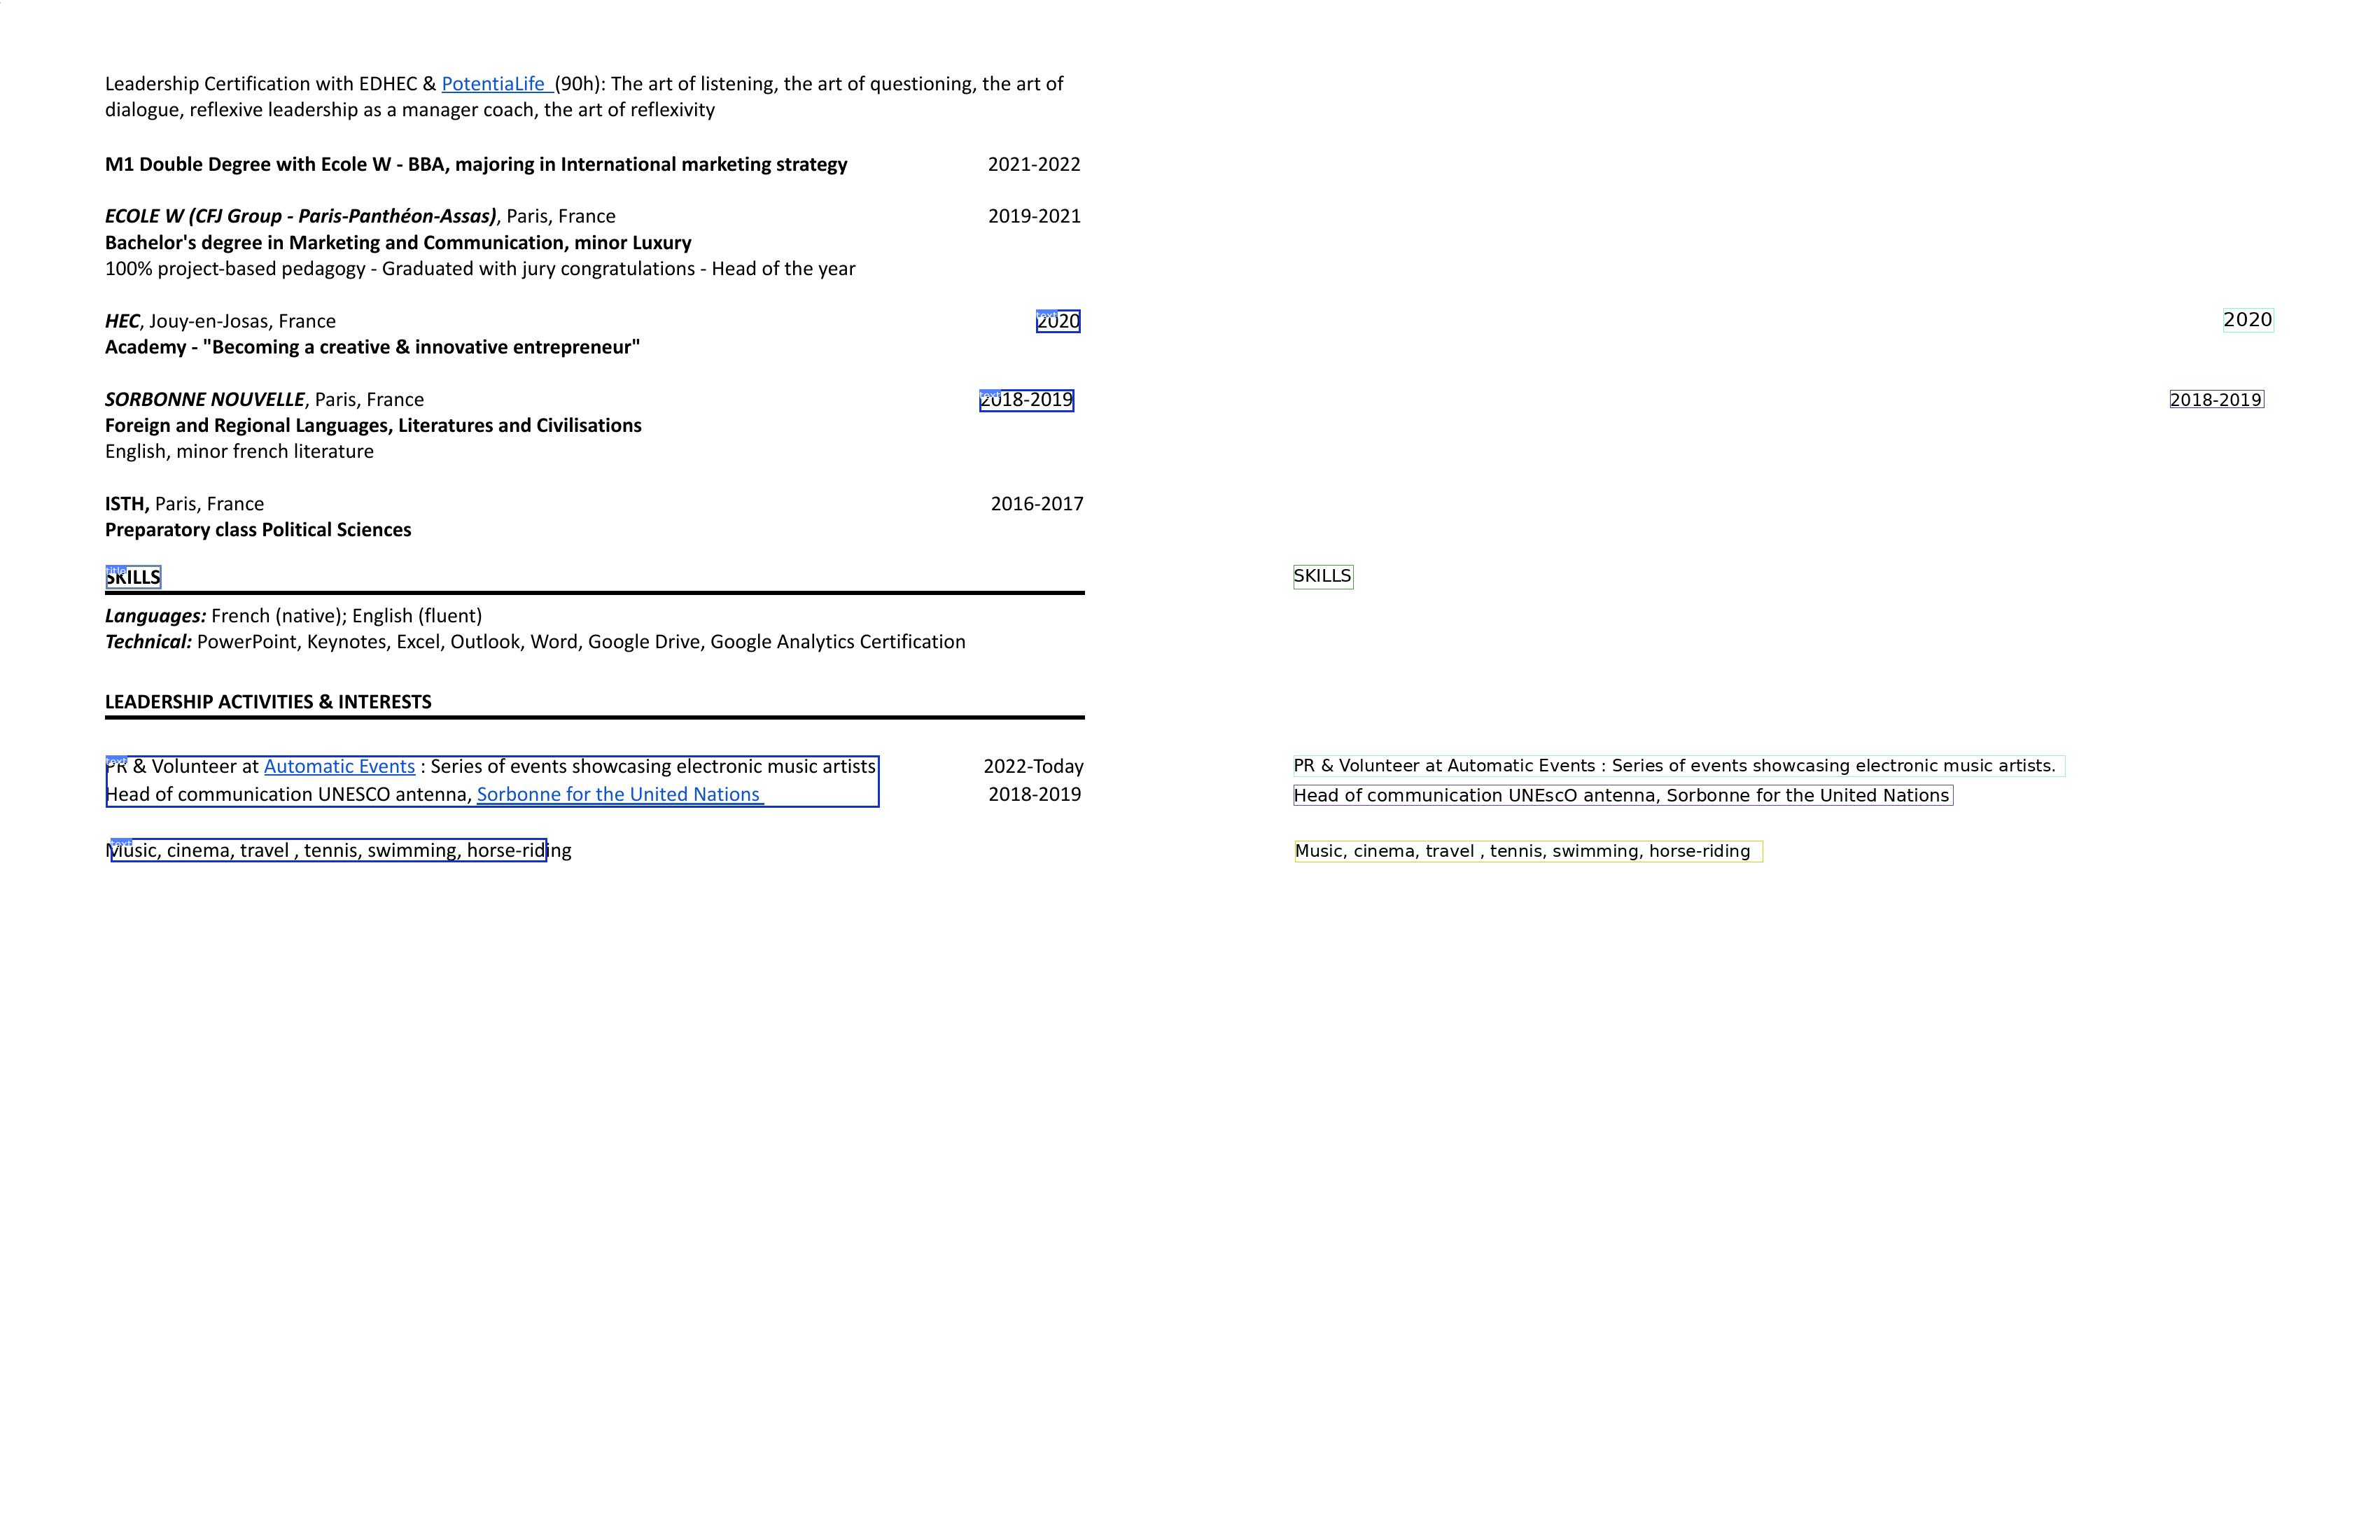 Leadership Certification with EDHEC & PotentiaLife (90h): The art of listening, the art of questioning, the art of
dialogue, reflexive leadership as a manager coach, the art of reflexivity
M1 Double Degree with Ecole W - BBA, majoring in International marketing strategy 2021-2022
ECOLE W (CFJ Group - Paris-Panthéon-Assas), Paris, France 2019-2021
Bachelor's degree in Marketing and Communication, minor Luxury
100% project-based pedagogy - Graduated with jury congratulations - Head of the year
HEC, Jouy-en-Josas, France text 2020
Academy - "Becoming a creative & innovative entrepreneur"
SORBONNE NOUVELLE, Paris, France text 2018-2019
Foreign and Regional Languages, Literatures and Civilisations
English, minor french literature
ISTH, Paris, France 2016-2017
Preparatory class Political Sciences
title
SKILLS
Languages: French (native); English (fluent)
Technical: PowerPoint, Keynotes, Excel, Outlook, Word, Google Drive, Google Analytics Certification
LEADERSHIP ACTIVITIES & INTERESTS
text
PR & Volunteer at Automatic Events : Series of events showcasing electronic music artists 2022-Today
Head of communication UNESCO antenna, Sorbonne for the United Nations 2018-2019
text
Music, cinema, travel , tennis, swimming, horse-riding
2020
2018-2019
SKILLS
PR & Volunteer at Automatic Events : Series of events showcasing electronic music artists.
Head of communication UNEscO antenna, Sorbonne for the United Nations
Music, cinema, travel , tennis, swimming, horse-riding